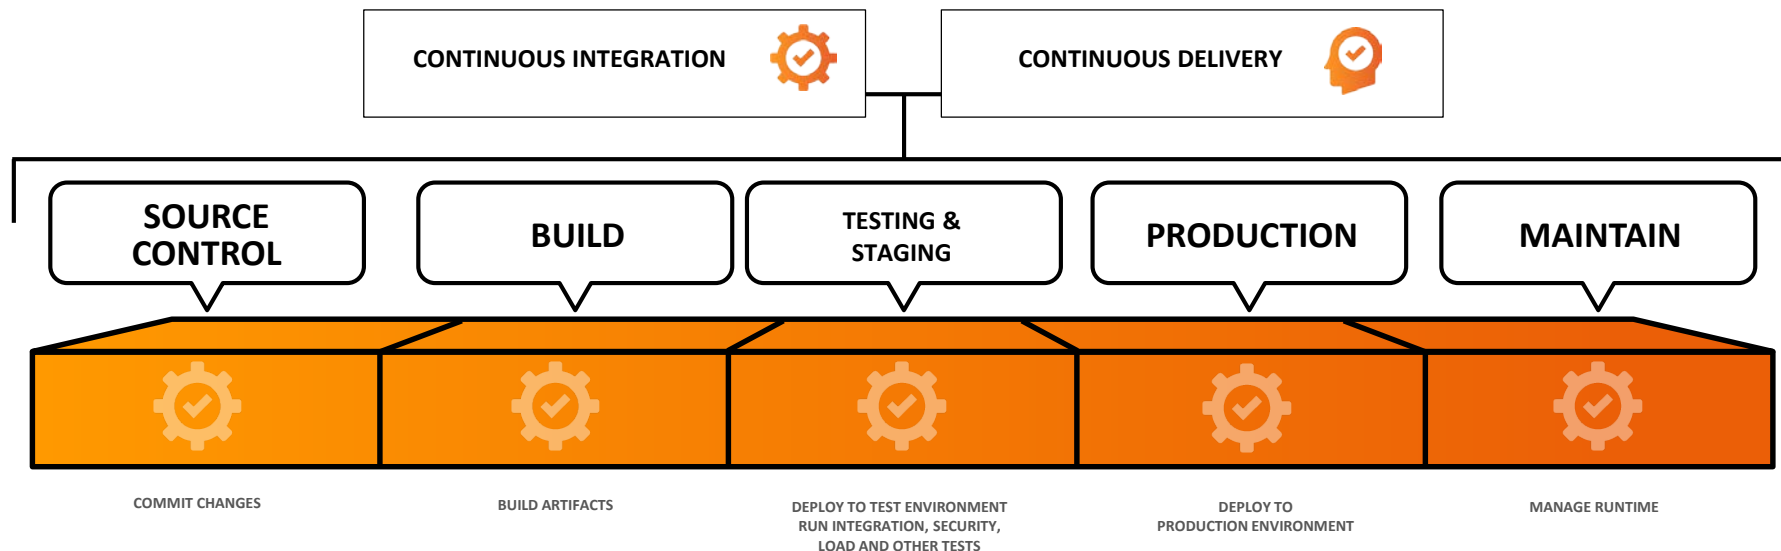 CONTINUOUS INTEGRATION
CONTINUOUS DELIVERY
SOURCE
CONTROL
BUILD
TESTING &
STAGING
PRODUCTION
MAINTAIN
COMMIT CHANGES
BUILD ARTIFACTS
DEPLOY TO TEST ENVIRONMENT
RUN INTEGRATION, SECURITY,
LOAD AND OTHER TESTS
DEPLOY TO
PRODUCTION ENVIRONMENT
MANAGE RUNTIME